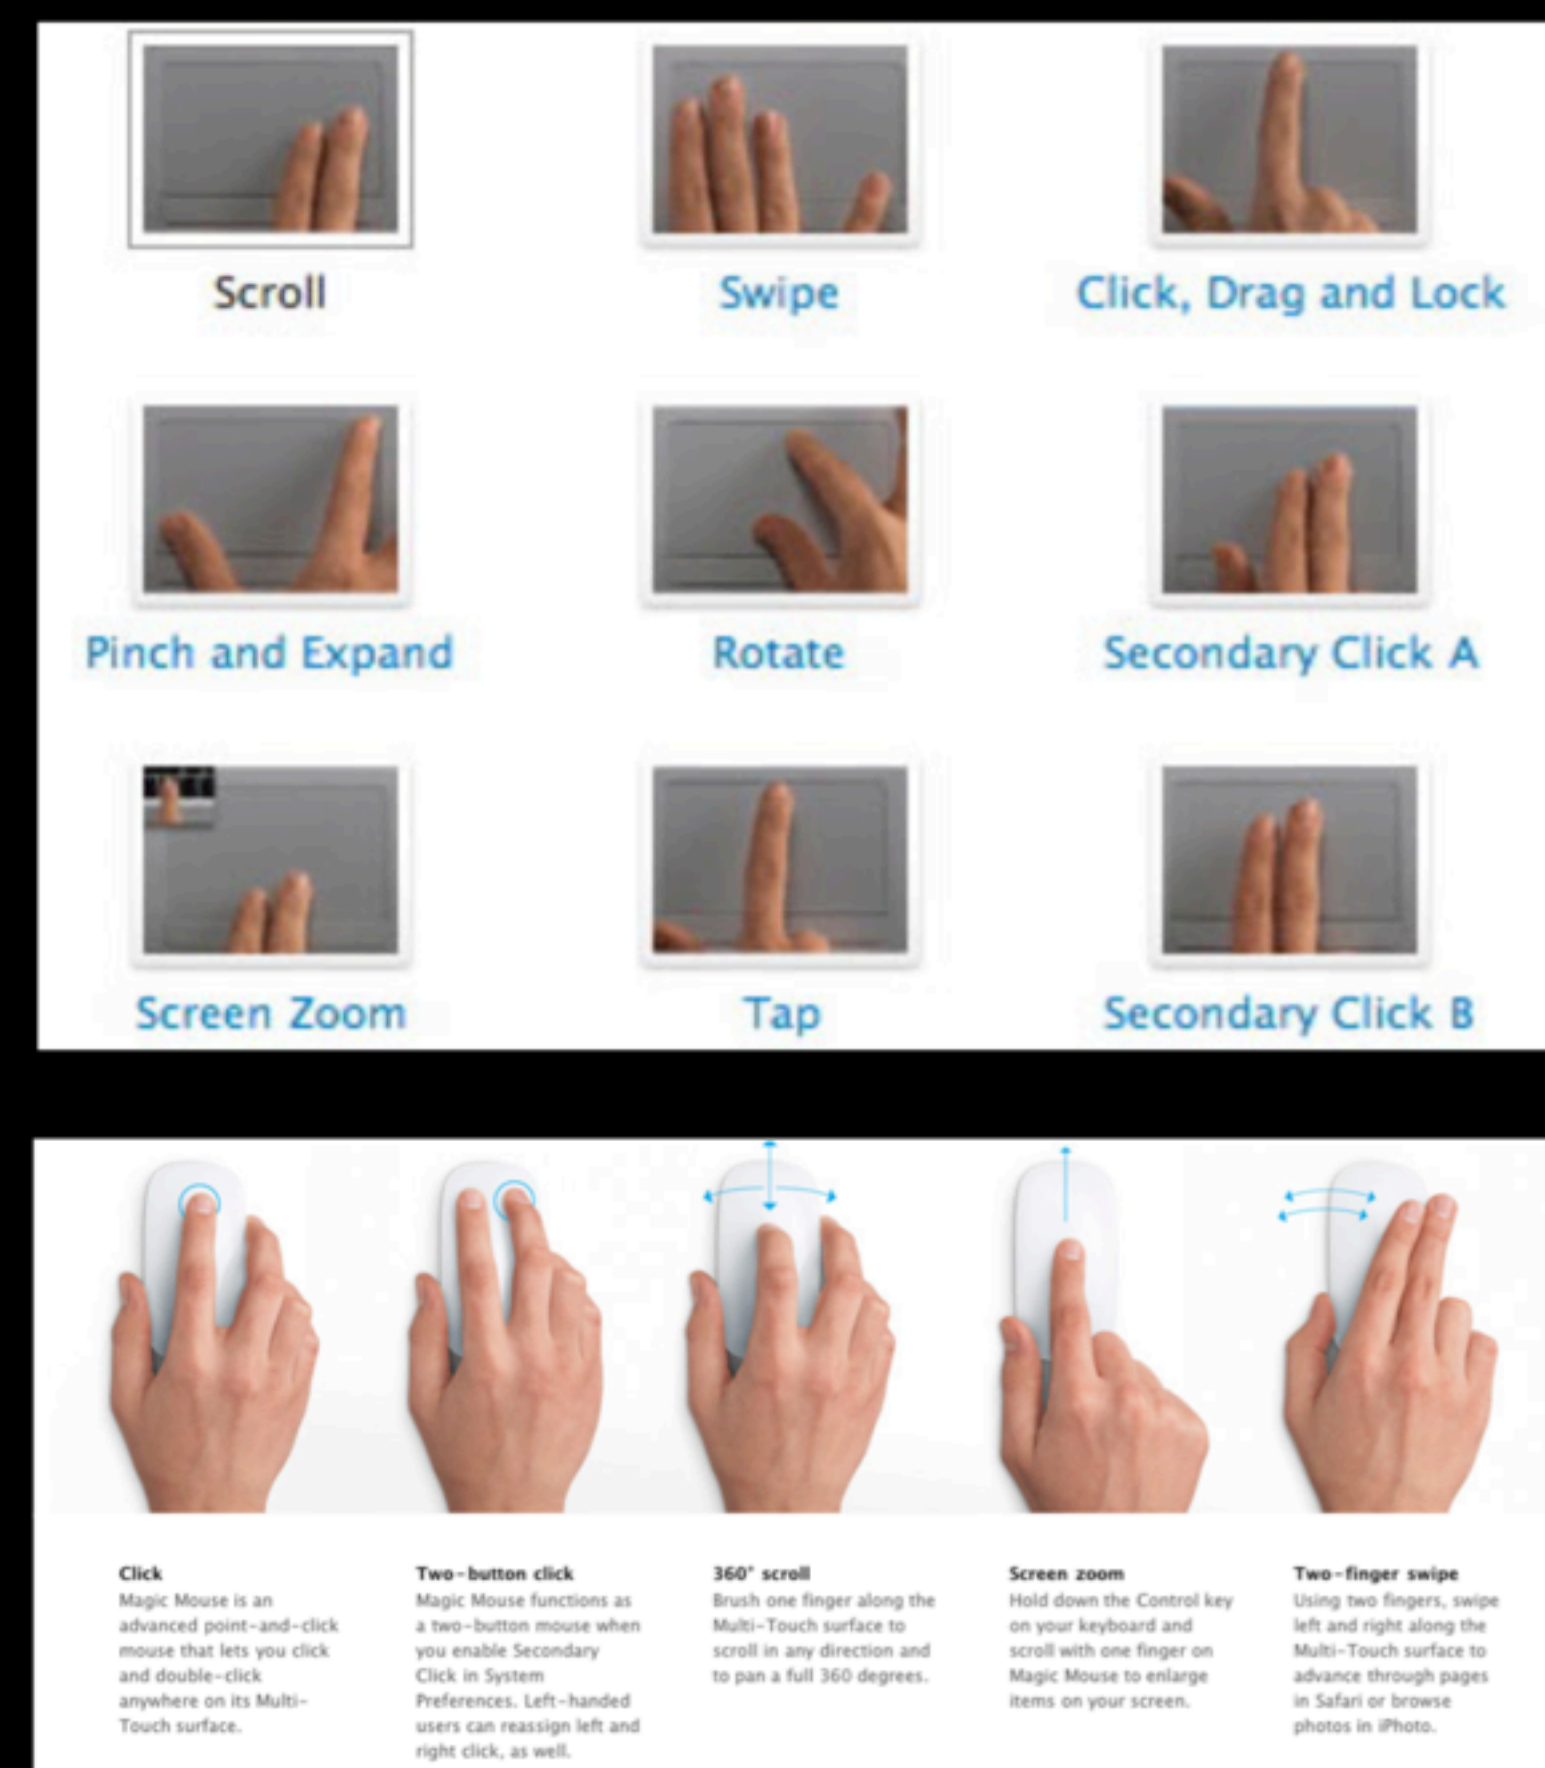 Scroll
Swipe
Click, Drag and Lock
Pinch and Expand
Rotate
Secondary Click A
Screen Zoom
Tap
Secondary Click B
Click
Magic Mouse is an
advanced point-and-click
mouse that lets you click
and double-click
anywhere on its Multi-
Touch surface.
Two-button click
Magic Mouse functions as
a two-button mouse when
you enable Secondary
Click in System
Preferences. Left-handed
users can reassign left and
right click, as well.
360° scroll
Brush one finger along the
Multi-Touch surface to
scroll in any direction and
to pan a full 360 degrees.
Screen zoom
Hold down the Control key
on your keyboard and
scroll with one finger on
Magic Mouse to enlarge
items on your screen.
Two-finger swipe
Using two fingers, swipe
left and right along the
Multi-Touch surface to
advance through pages
in Safari or browse
photos in iPhoto.